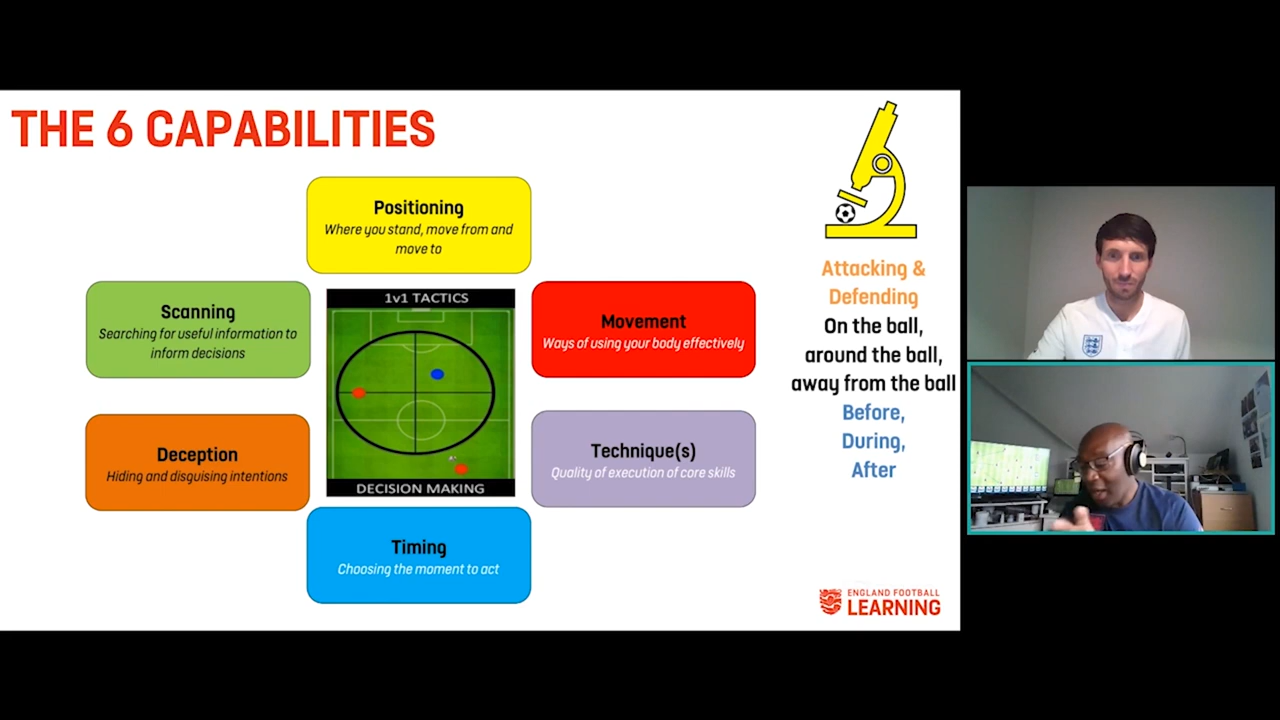 THE 6 CAPABILITIES
Positioning
Where you stand, move from and
move to
Scanning
Searching for useful information to
inform decisions
1v1 TACTICS
Movement
Ways of using your body effectively
Deception
Hiding and disguising intentions
Technique(s)
Quality of execution of core skills
DECISION MAKING
Timing
Choosing the moment to act
Attacking &
Defending
On the ball,
around the ball,
away from the ball
Before,
During,
After
ENGLAND FOOTBALL
LEARNING